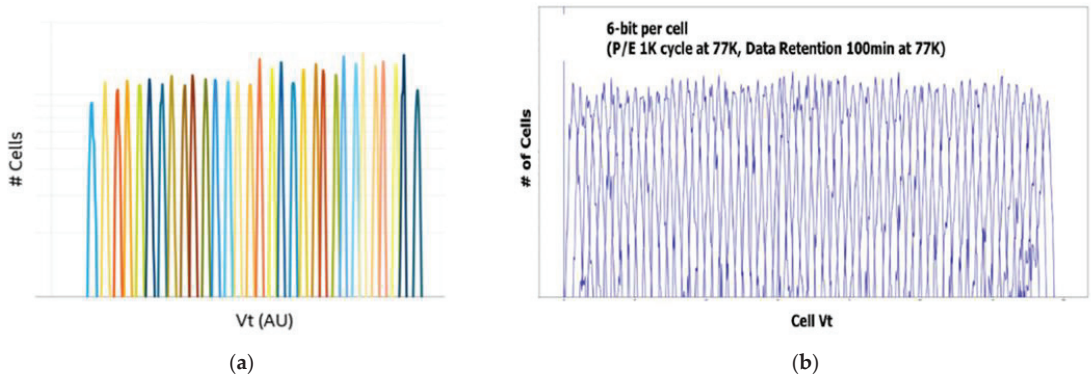 # Cells
Vt (AU)
(a)
6-bit per cell
(P/E 1K cycle at 77K, Data Retention 100min at 77K)
# of Cells
Cell Vt
(b)